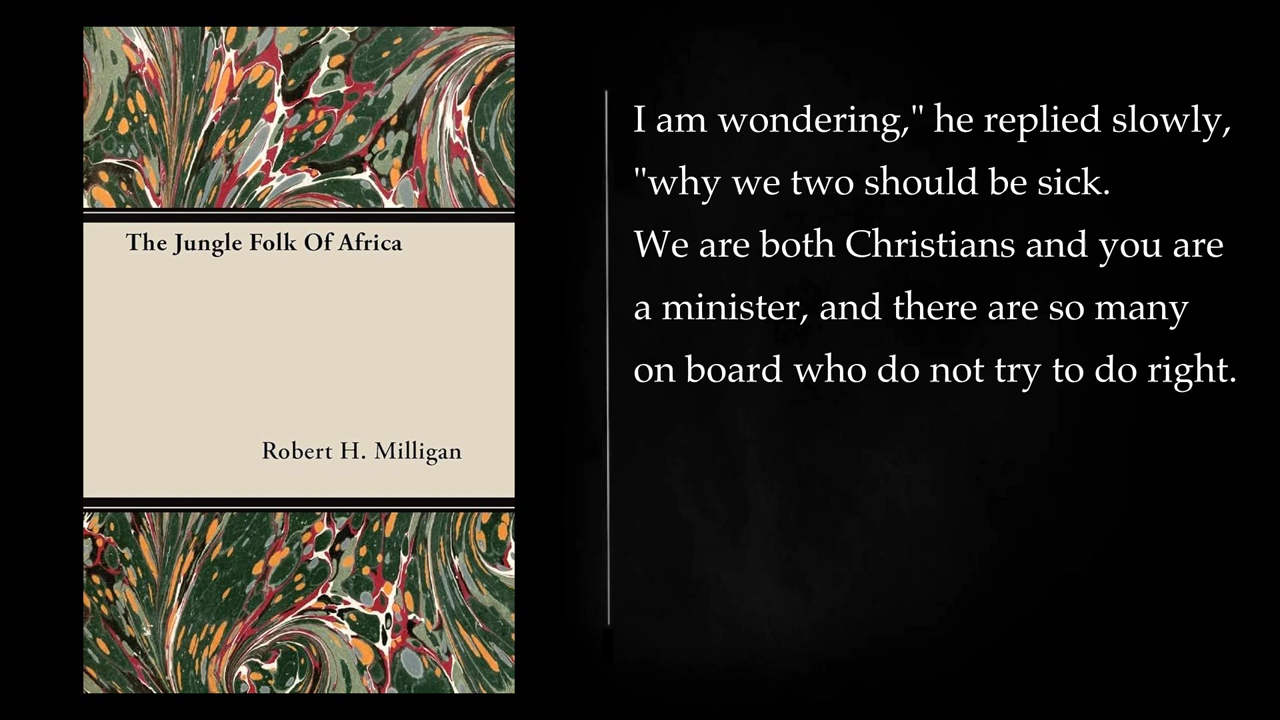 The Jungle Folk Of Africa
Robert H. Milligan
I am wondering," he replied slowly,
"why we two should be sick.
We are both Christians and you are
a minister, and there are so many
on board who do not try to do right.